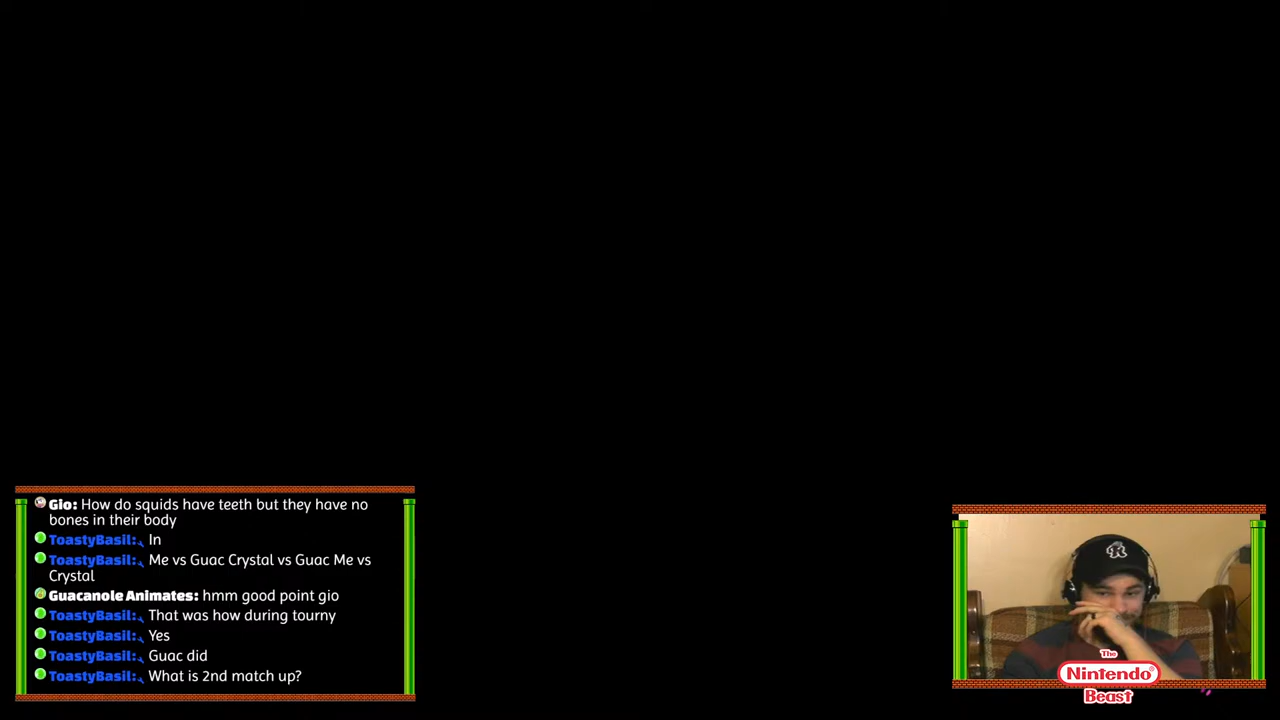 Gio: How do squids have teeth but they have no
bones in their body
ToastyBasil: In
ToastyBasil: Me vs Guac Crystal vs Guac Me vs
Crystal
Guacanole Animates: hmm good point gio
ToastyBasil: That was how during tourny
ToastyBasil: Yes
ToastyBasil: Guac did
ToastyBasil: What is 2nd match up?
The
Nintendo
Beast